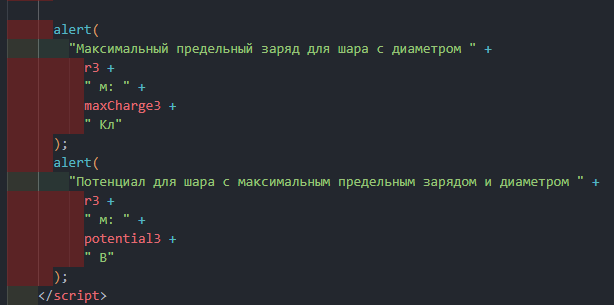 alert(
"Максимальный предельный заряд для шара с диаметром " +
r3 +
" м: " +
maxCharge3 +
" Кл"
);
alert(
"Потенциал для шара с максимальным предельным зарядом и диаметром " +
r3 +
" м: " +
potential3 +
" В"
);
</script>